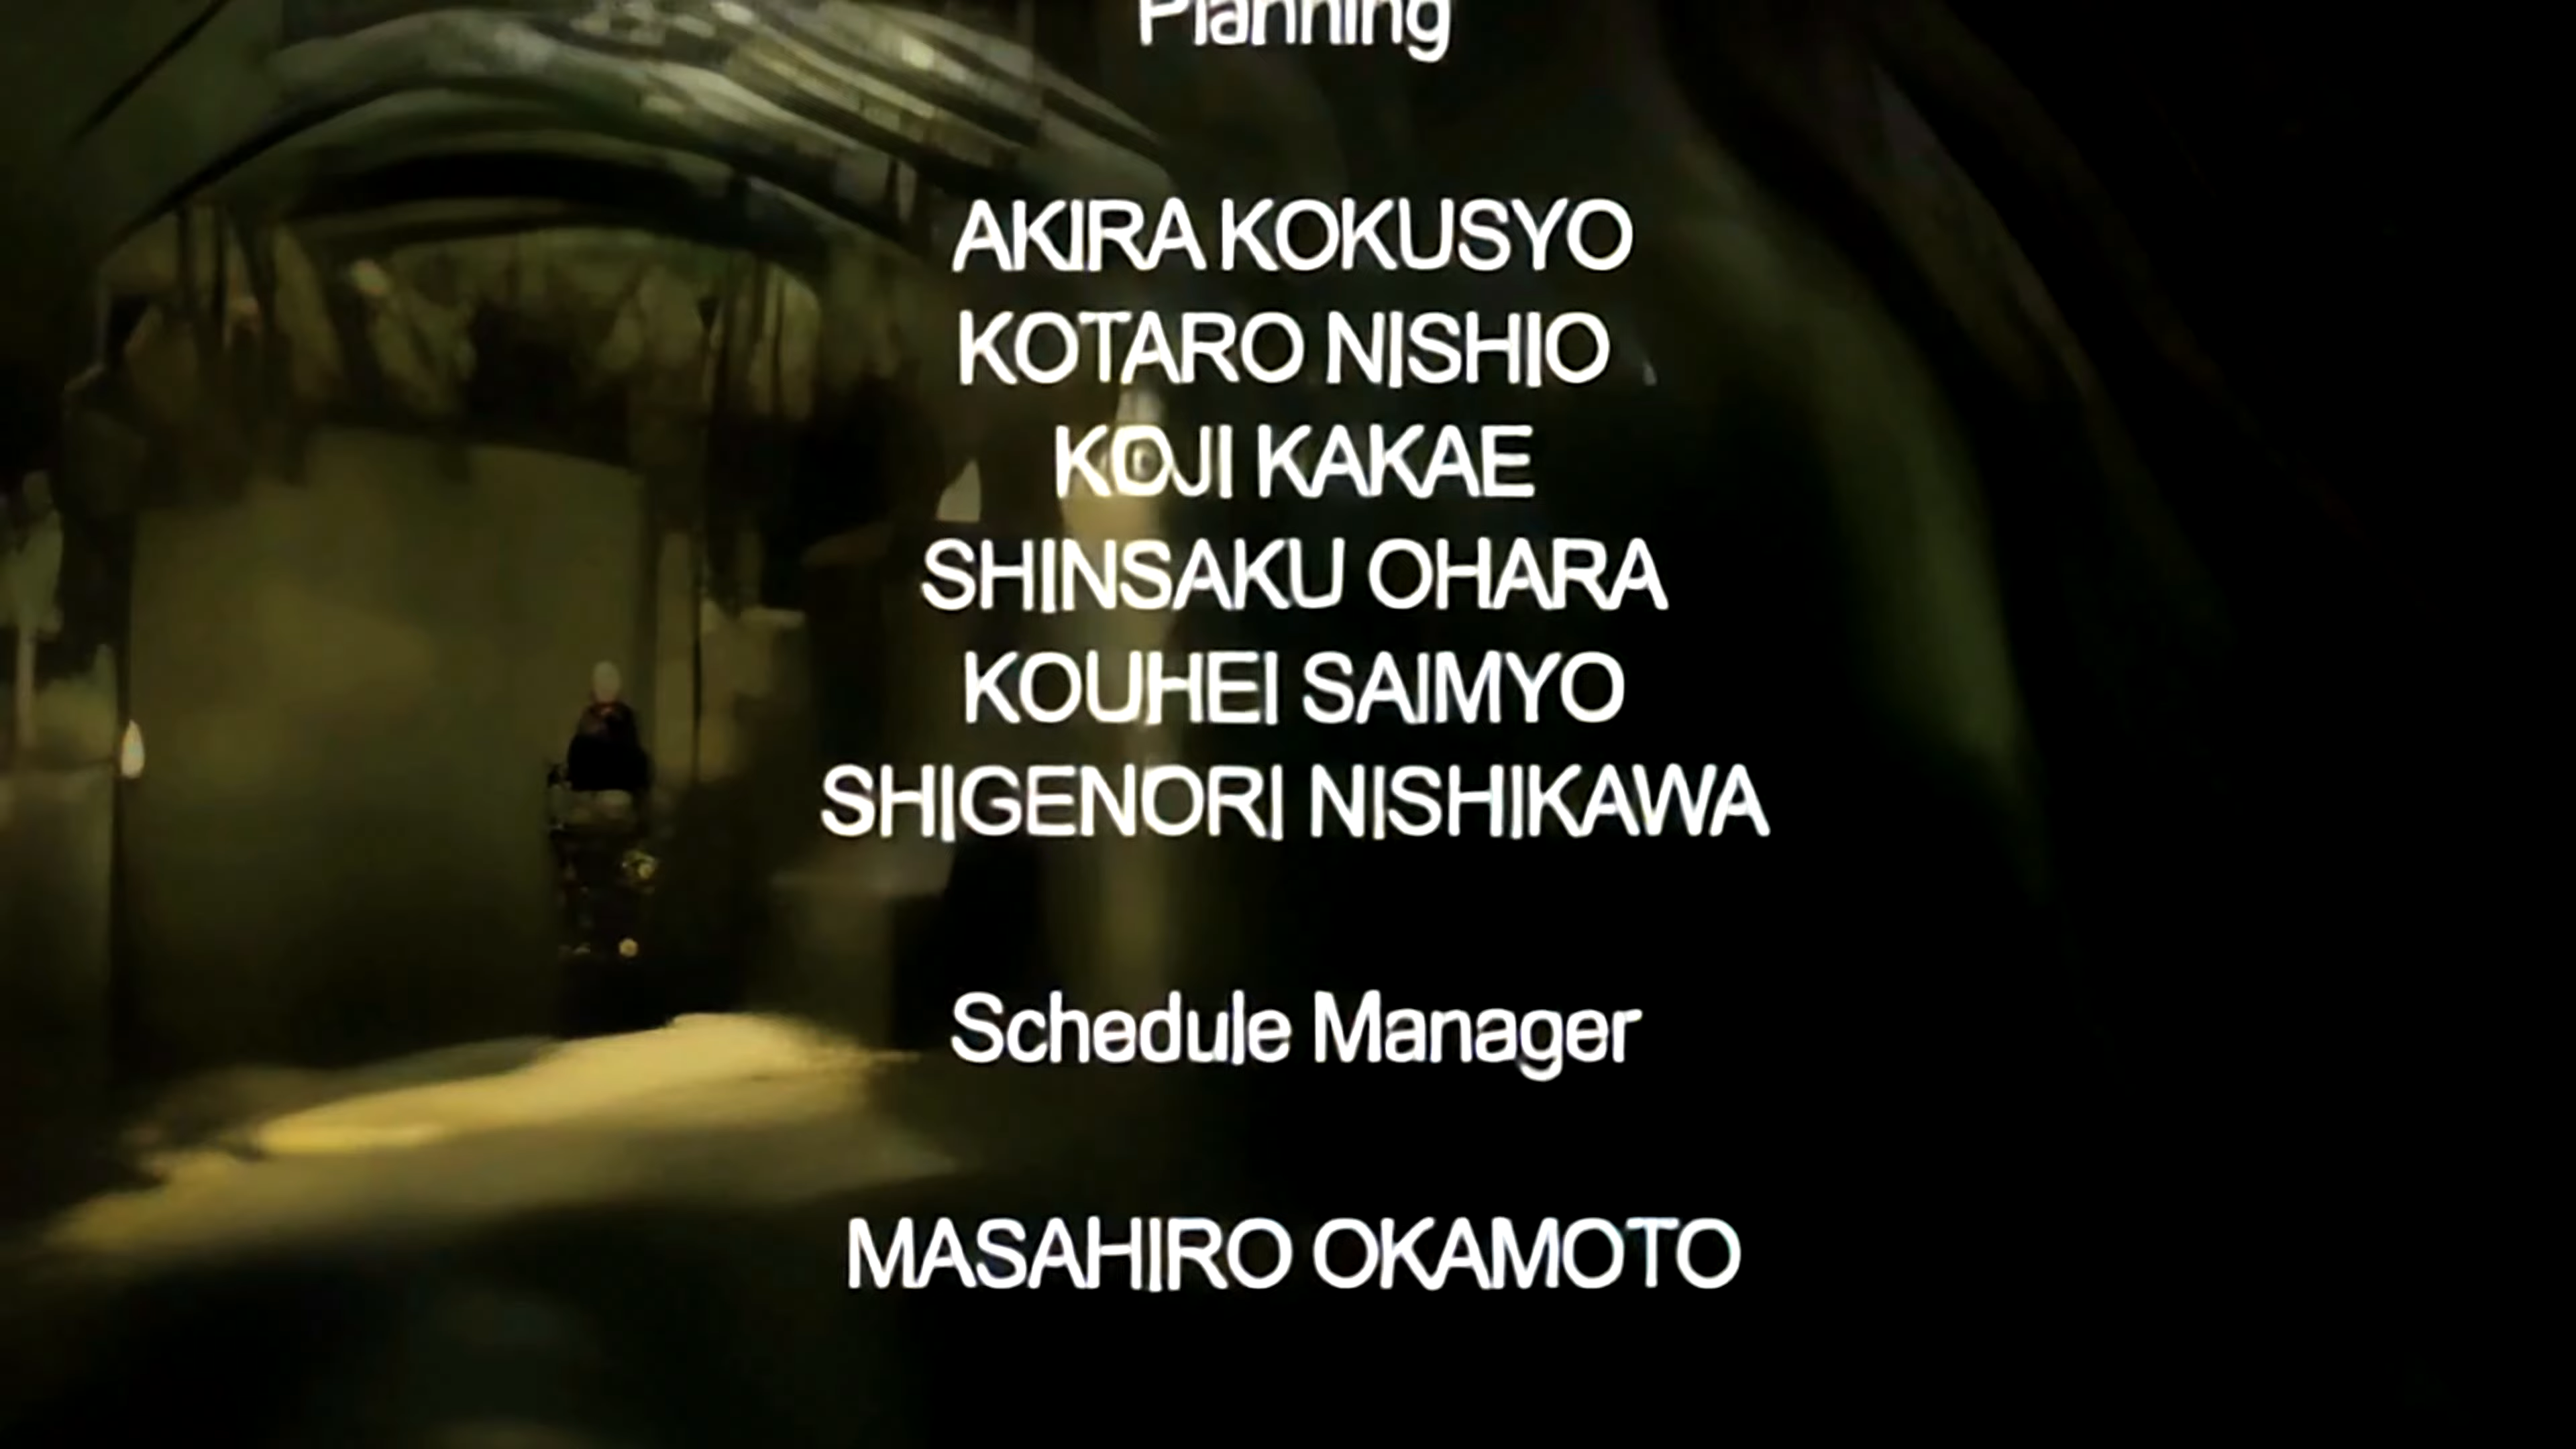 Planning
AKIRA KOKUSYO
KOTARO NISHIO
KOJI KAKAE
SHINSAKU OHARA
KOUHEI SAIMYO
SHIGENORI NISHIKAWA
Schedule Manager
MASAHIRO OKAMOTO